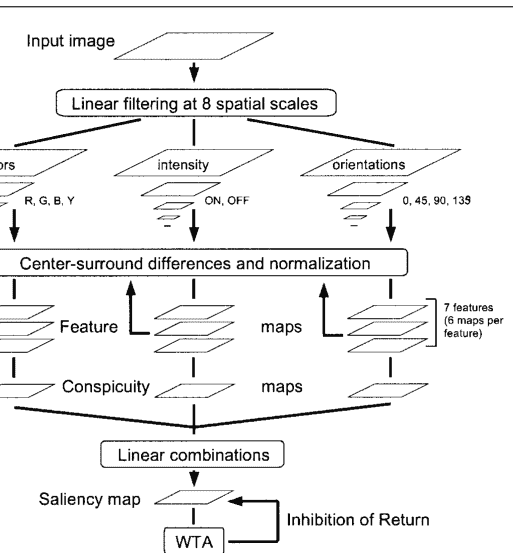 Input image
Linear filtering at 8 spatial scales
ors
intensity
orientations
R, G, B, Y
ON, OFF
0, 45, 90, 135
Center-surround differences and normalization
Feature maps
7 features
(6 maps per
feature)
Conspicuity maps
Linear combinations
Saliency map
Inhibition of Return
WTA